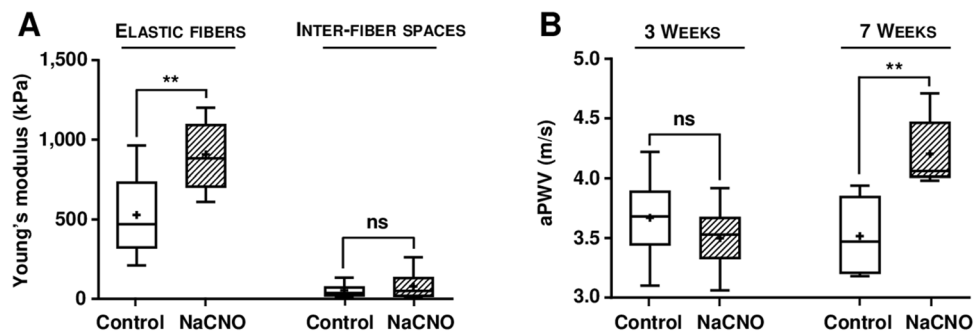 A
ELASTIC FIBERS
INTER-FIBER SPACES
Young's modulus (kPa)
1,500
1,000
500
0
**
ns
Control
NaCNO
Control
NaCNO
B
3 WEEKS
7 WEEKS
aPWV (m/s)
5.0
4.5
4.0
3.5
3.0
ns
**
Control
NaCNO
Control
NaCNO